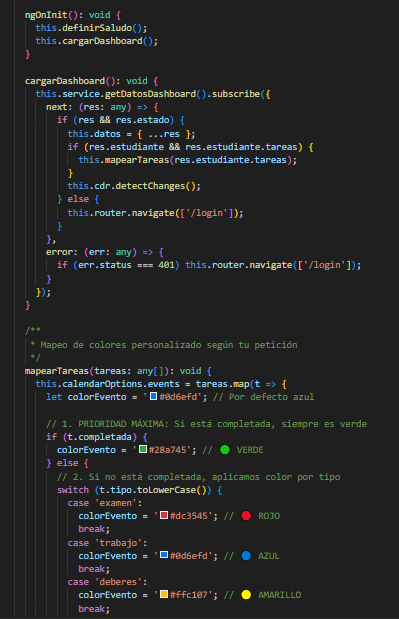 ngOnInit(): void {
  this.definirSaludo();
  this.cargarDashboard();
}

cargarDashboard(): void {
  this.service.getDatosDashboard().subscribe({
    next: (res: any) => {
      if (res && res.estado) {
        this.datos = { ...res };
        if (res.estudiante && res.estudiante.tareas) {
          this.mapearTareas(res.estudiante.tareas);
        }
        this.cdr.detectChanges();
      } else {
        this.router.navigate(['/login']);
      }
    },
    error: (err: any) => {
      if (err.status === 401) this.router.navigate(['/login']);
    }
  });
}

/**
 * Mapeo de colores personalizado según tu petición
 */
mapearTareas(tareas: any[]): void {
  this.calendarOptions.events = tareas.map(t => {
    let colorEvento = '#0d6efd'; // Por defecto azul

    // 1. PRIORIDAD MÁXIMA: Si está completada, siempre es verde
    if (t.completada) {
      colorEvento = '#28a745'; // 🟢 VERDE
    } else {
      // 2. Si no está completada, aplicamos color por tipo
      switch (t.tipo.toLowerCase()) {
        case 'examen':
          colorEvento = '#dc3545'; // 🔴 ROJO
          break;
        case 'trabajo':
          colorEvento = '#0d6efd'; // 🔵 AZUL
          break;
        case 'deberes':
          colorEvento = '#ffc107'; // 🟡 AMARILLO
          break;